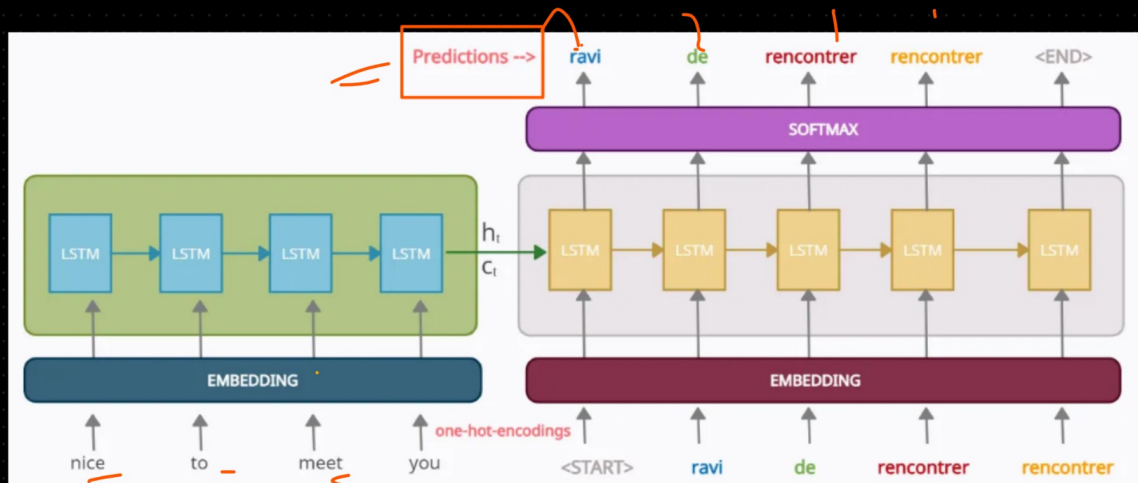 Predictions --> ravi de rencontrer rencontrer <END>
SOFTMAX
LSTM LSTM LSTM LSTM hₜ cₜ LSTM LSTM LSTM LSTM LSTM
EMBEDDING EMBEDDING
one-hot-encodings
nice to meet you <START> ravi de rencontrer rencontrer